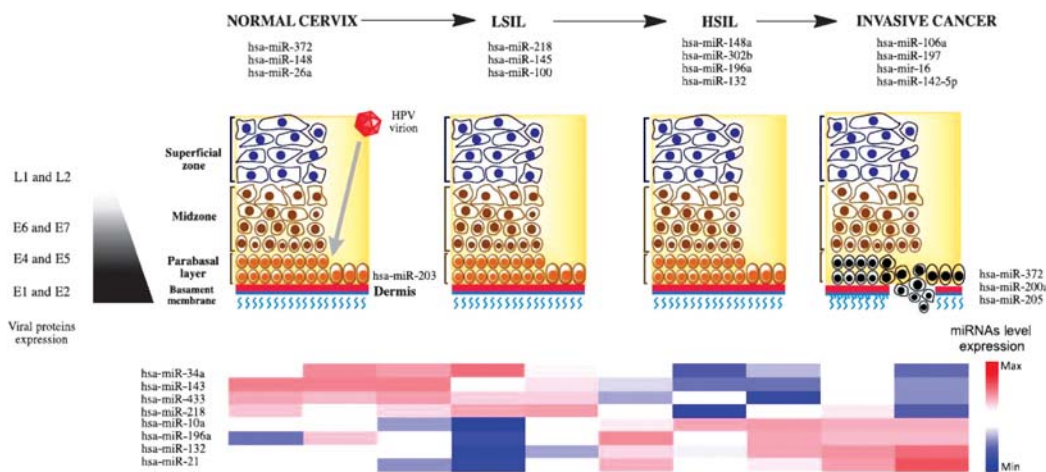 NORMAL CERVIX
LSIL
HSIL
INVASIVE CANCER
hsa-miR-372
hsa-miR-148
hsa-miR-26a
hsa-miR-218
hsa-miR-145
hsa-miR-100
hsa-miR-148a
hsa-miR-302b
hsa-miR-196a
hsa-miR-132
hsa-miR-106a
hsa-miR-197
hsa-mir-16
hsa-miR-142-5p
HPV
virion
Superficial
zone
Midzone
Parabasal
layer
Basament
membrane
L1 and L2
E6 and E7
E4 and E5
E1 and E2
Viral proteins
expression
hsa-miR-203
Dermis
hsa-miR-372
hsa-miR-200a
hsa-miR-205
miRNAs level
expression
Max
Min
hsa-miR-34a
hsa-miR-143
hsa-miR-433
hsa-miR-218
hsa-miR-10a
hsa-miR-196a
hsa-miR-132
hsa-miR-21